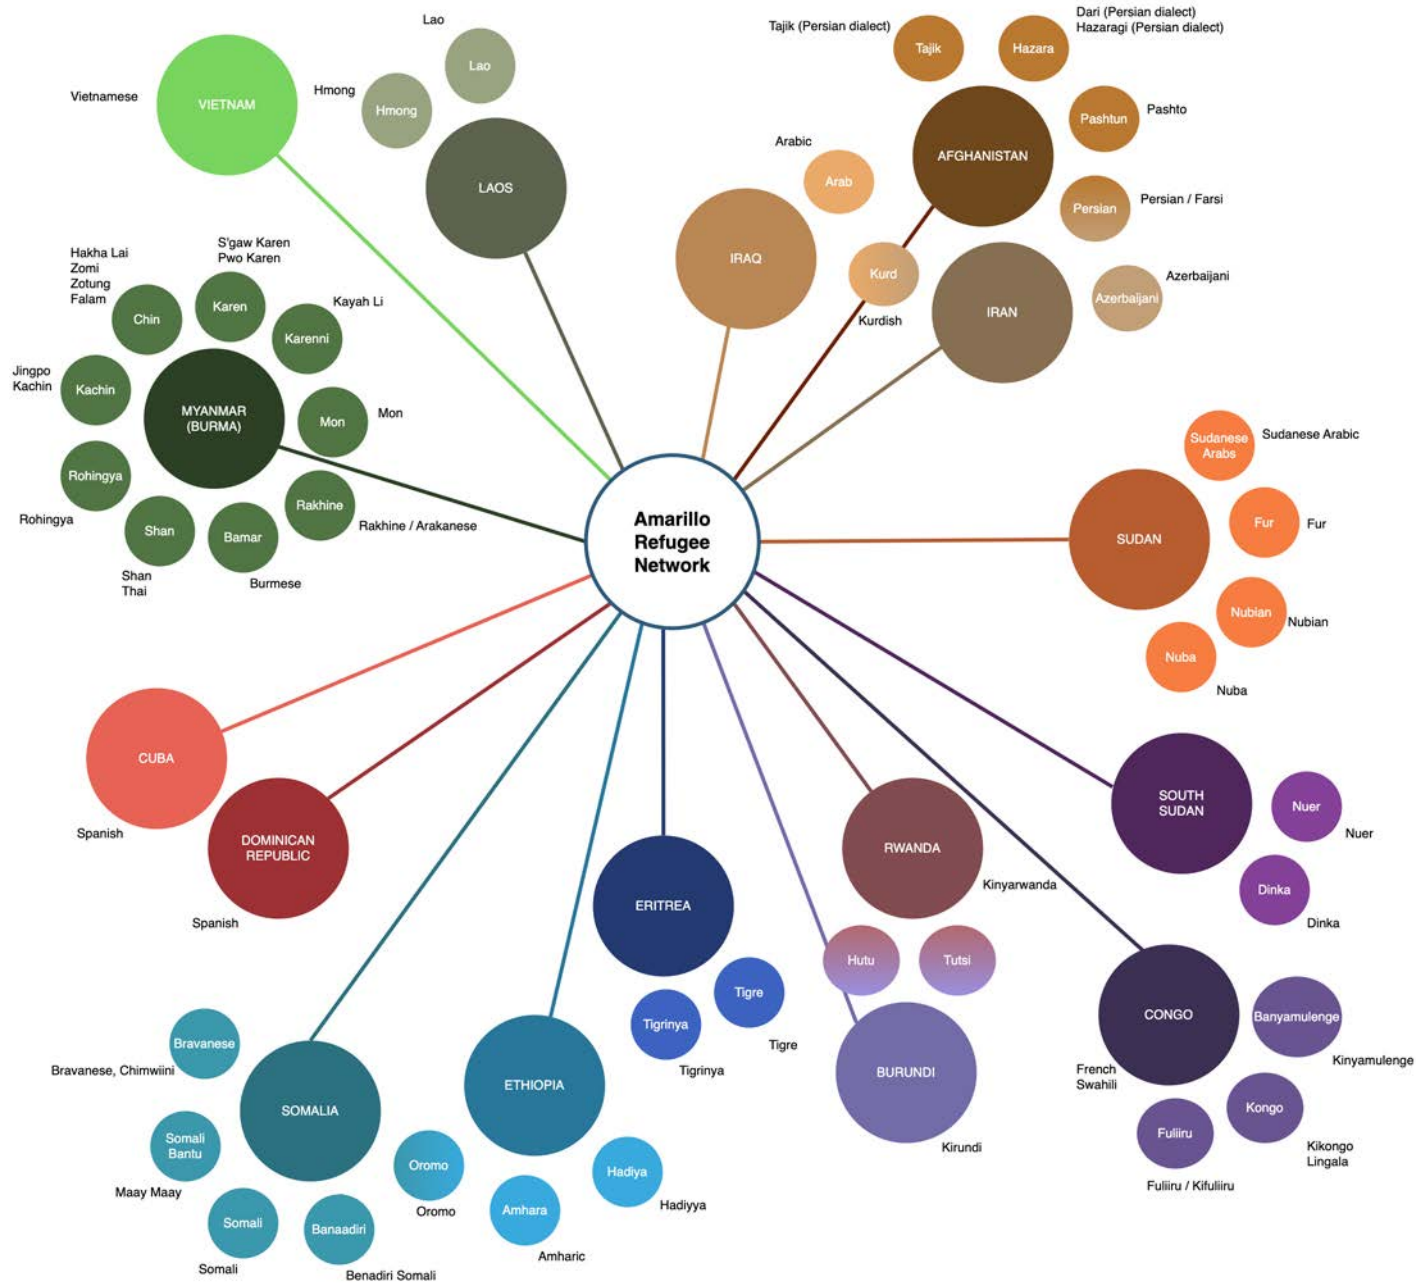 Lao
Lao
Hmong
Hmong
LAOS
Vietnamese
VIETNAM
Tajik (Persian dialect)
Tajik
Dari (Persian dialect)
Hazaragi (Persian dialect)
Hazara
Pashtun
Pashto
AFGHANISTAN
Persian
Persian / Farsi
Arabic
Arab
IRAQ
Kurd
Kurdish
IRAN
Azerbaijani
Azerbaijani
S'gaw Karen
Pwo Karen
Karen
Hakha Lai
Zomi
Zotung
Falam
Chin
Kayah Li
Karenni
Jingpo
Kachin
Kachin
MYANMAR
(BURMA)
Mon
Mon
Rohingya
Rohingya
Shan
Shan
Thai
Bamar
Burmese
Rakhine
Rakhine / Arakanese
Amarillo
Refugee
Network
SUDAN
Sudanese
Arabs
Sudanese Arabic
Fur
Fur
Nubian
Nubian
Nuba
Nuba
CUBA
Spanish
DOMINICAN
REPUBLIC
Spanish
SOUTH
SUDAN
Nuer
Nuer
Dinka
Dinka
RWANDA
Kinyarwanda
Hutu
Tutsi
BURUNDI
Kirundi
ERITREA
Tigre
Tigre
Tigrinya
Tigrinya
CONGO
French
Swahili
Banyamulenge
Kinyamulenge
Kongo
Kikongo
Lingala
Fuliiru
Fuliiru / Kifuliiru
ETHIOPIA
Oromo
Oromo
Amhara
Amharic
Hadiya
Hadiyya
SOMALIA
Bravanese
Bravanese, Chimwiini
Somali
Bantu
Maay Maay
Somali
Somali
Banaadiri
Benadiri Somali